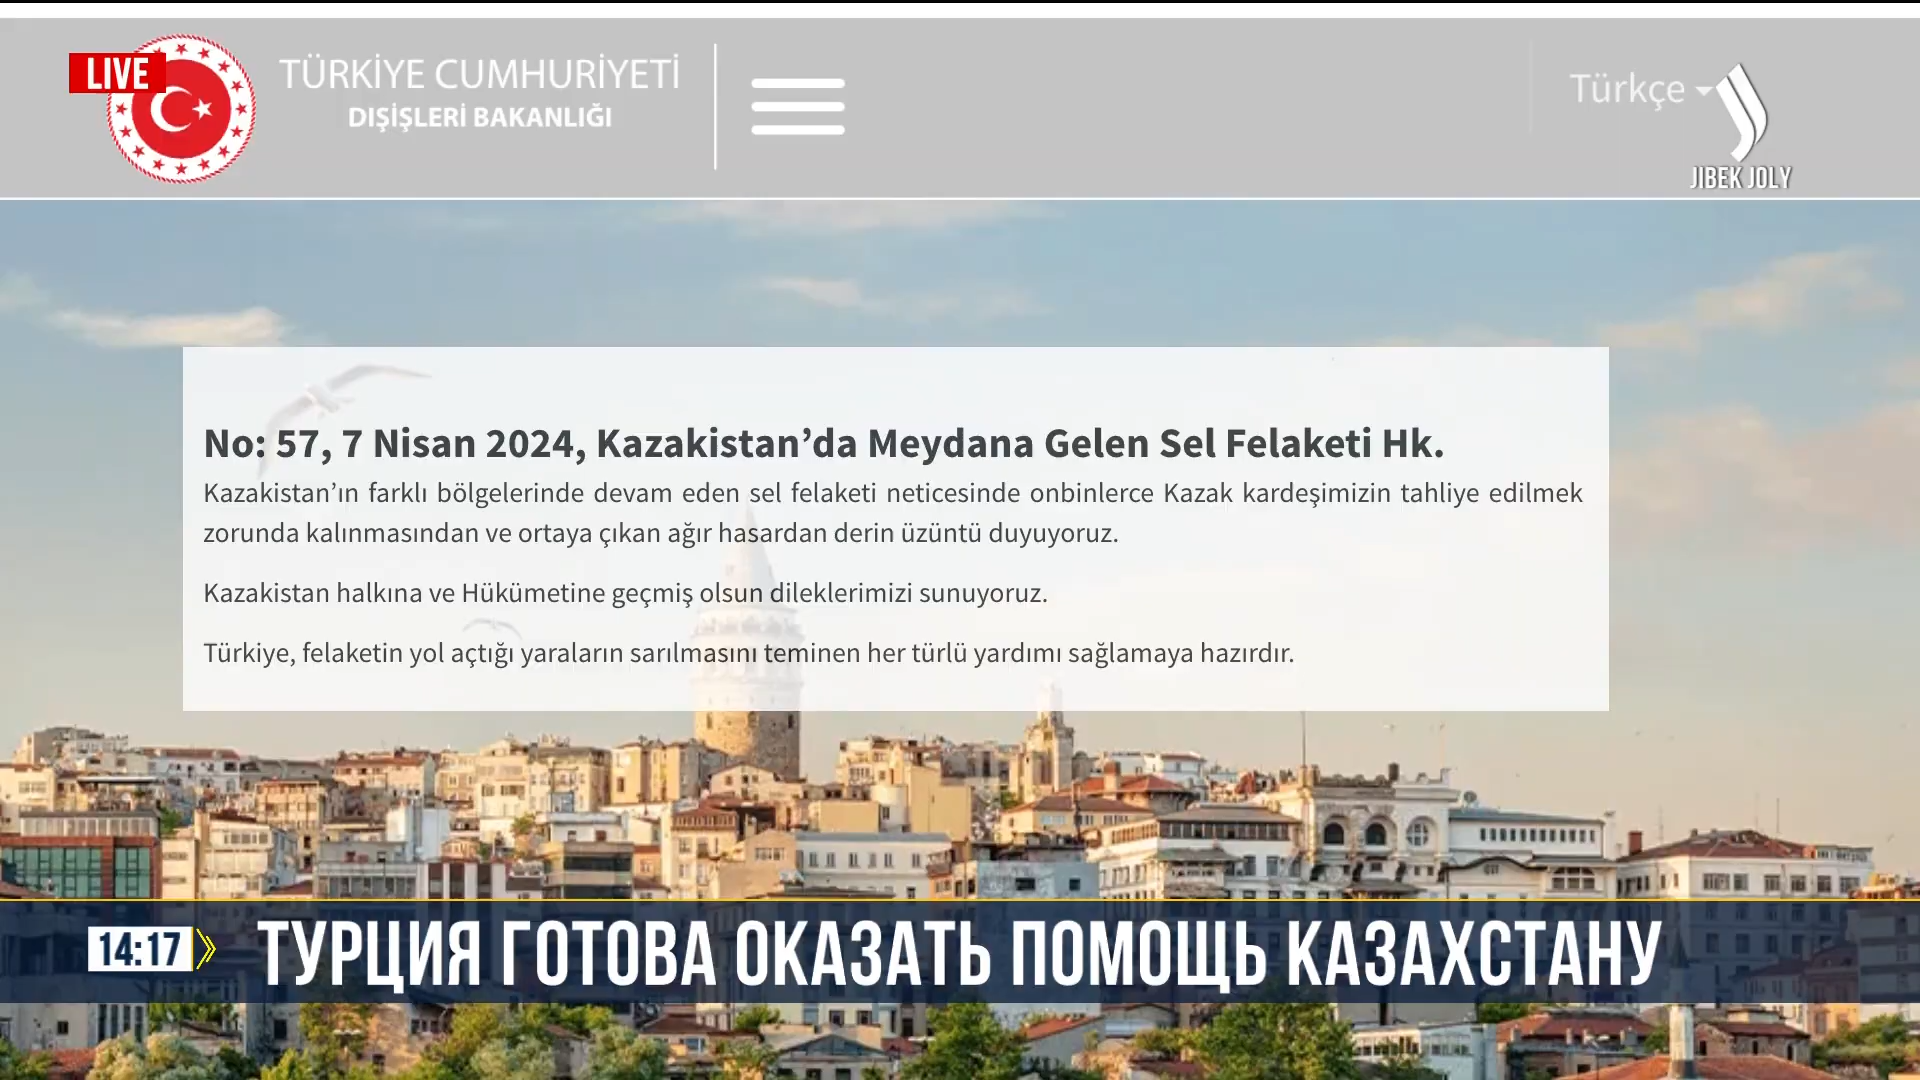 LIVE
TÜRKİYE CUMHURİYETİ
DIŞİŞLERİ BAKANLIĞI
Türkçe
JIBEK JOLY
No: 57, 7 Nisan 2024, Kazakistan’da Meydana Gelen Sel Felaketi Hk.
Kazakistan’ın farklı bölgelerinde devam eden sel felaketi neticesinde onbinlerce Kazak kardeşimizin tahliye edilmek
zorunda kalınmasından ve ortaya çıkan ağır hasardan derin üzüntü duyuyoruz.
Kazakistan halkına ve Hükümetine geçmiş olsun dileklerimizi sunuyoruz.
Türkiye, felaketin yol açtığı yaraların sarılmasını teminen her türlü yardımı sağlamaya hazırdır.
14:17
ТУРЦИЯ ГОТОВА ОКАЗАТЬ ПОМОЩЬ КАЗАХСТАНУ